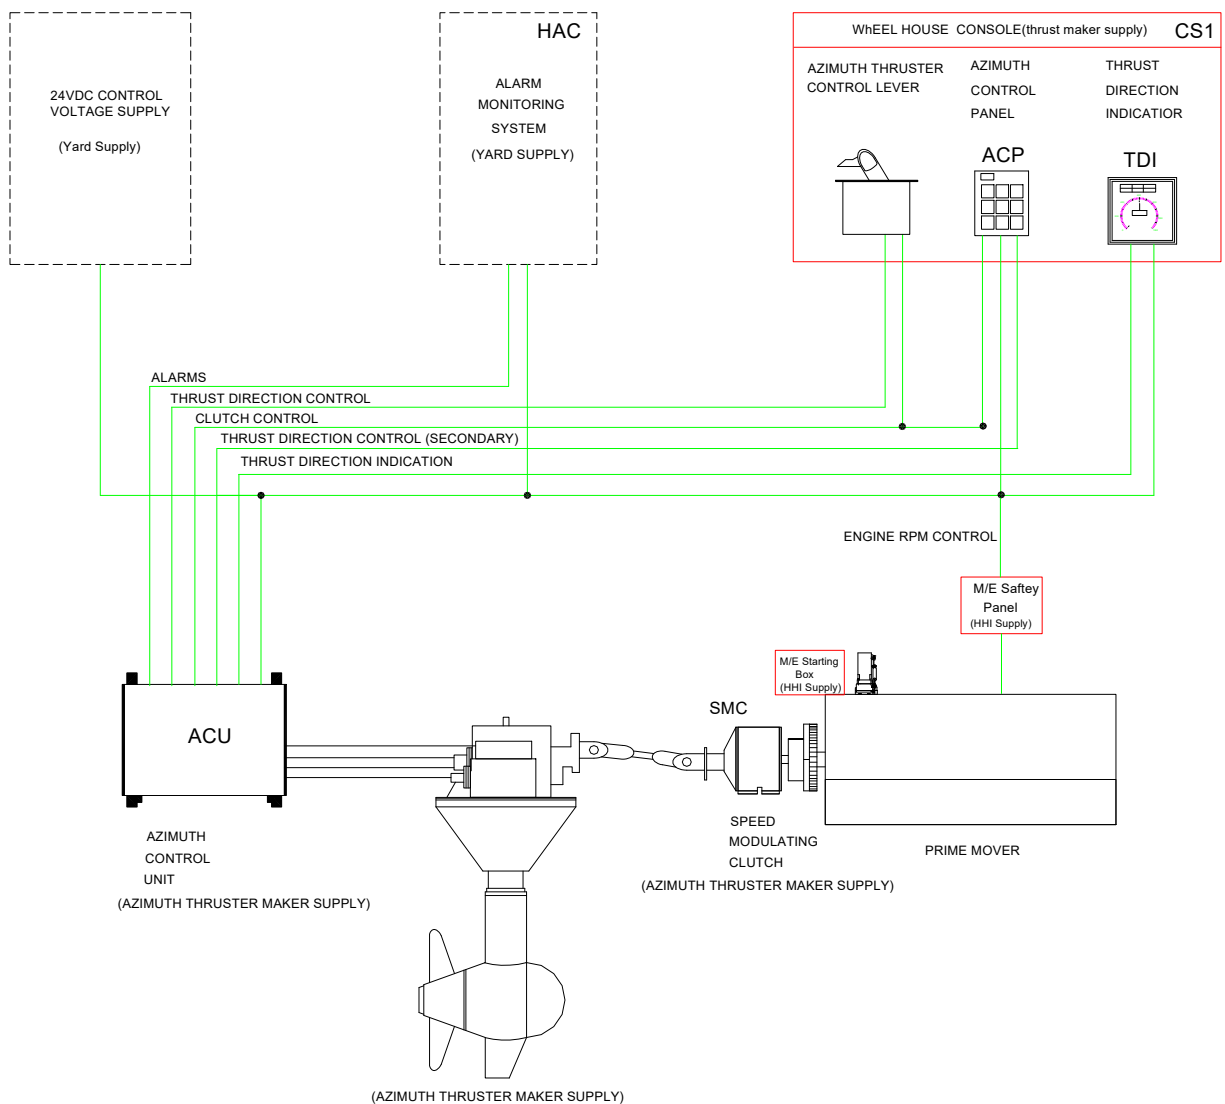 24VDC CONTROL
VOLTAGE SUPPLY
(Yard Supply)
HAC
ALARM
MONITORING
SYSTEM
(YARD SUPPLY)
WhEEL HOUSE CONSOLE(thrust maker supply)
CS1
AZIMUTH THRUSTER
CONTROL LEVER
AZIMUTH
CONTROL
PANEL
ACP
THRUST
DIRECTION
INDICATIOR
TDI
ALARMS
THRUST DIRECTION CONTROL
CLUTCH CONTROL
THRUST DIRECTION CONTROL (SECONDARY)
THRUST DIRECTION INDICATION
ENGINE RPM CONTROL
M/E Saftey
Panel
(HHI Supply)
M/E Starting
Box
(HHI Supply)
ACU
SMC
AZIMUTH
CONTROL
UNIT
(AZIMUTH THRUSTER MAKER SUPPLY)
SPEED
MODULATING
CLUTCH
(AZIMUTH THRUSTER MAKER SUPPLY)
PRIME MOVER
(AZIMUTH THRUSTER MAKER SUPPLY)